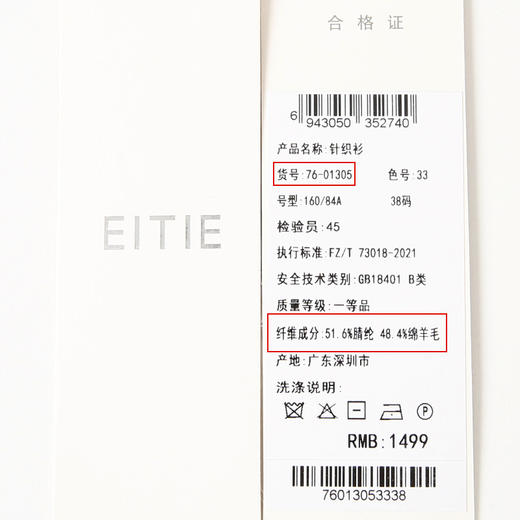 合格证
6 943050 352740
产品名称:针织衫
货号:76-01305 色号:33
号型:160/84A 38码
检验员:45
EITIE
执行标准:FZ/T 73018-2021
安全技术类别:GB18401 B类
质量等级:一等品
纤维成分:51.6%腈纶 48.4%绵羊毛
产地:广东深圳市
洗涤说明:
P
RMB:1499
76013053338